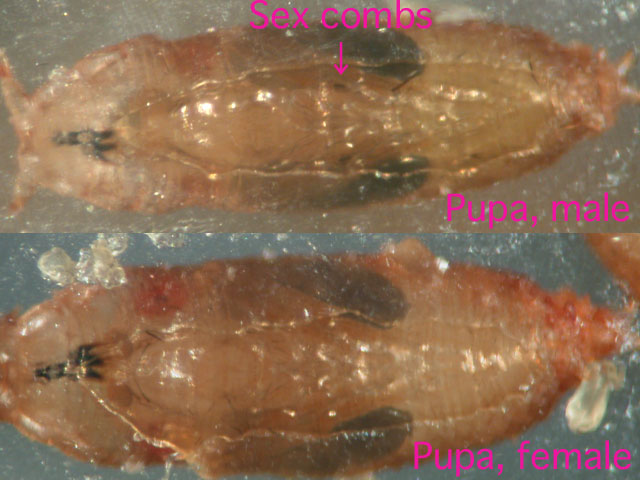 Sex combs
↓
Pupa, male
Pupa, female